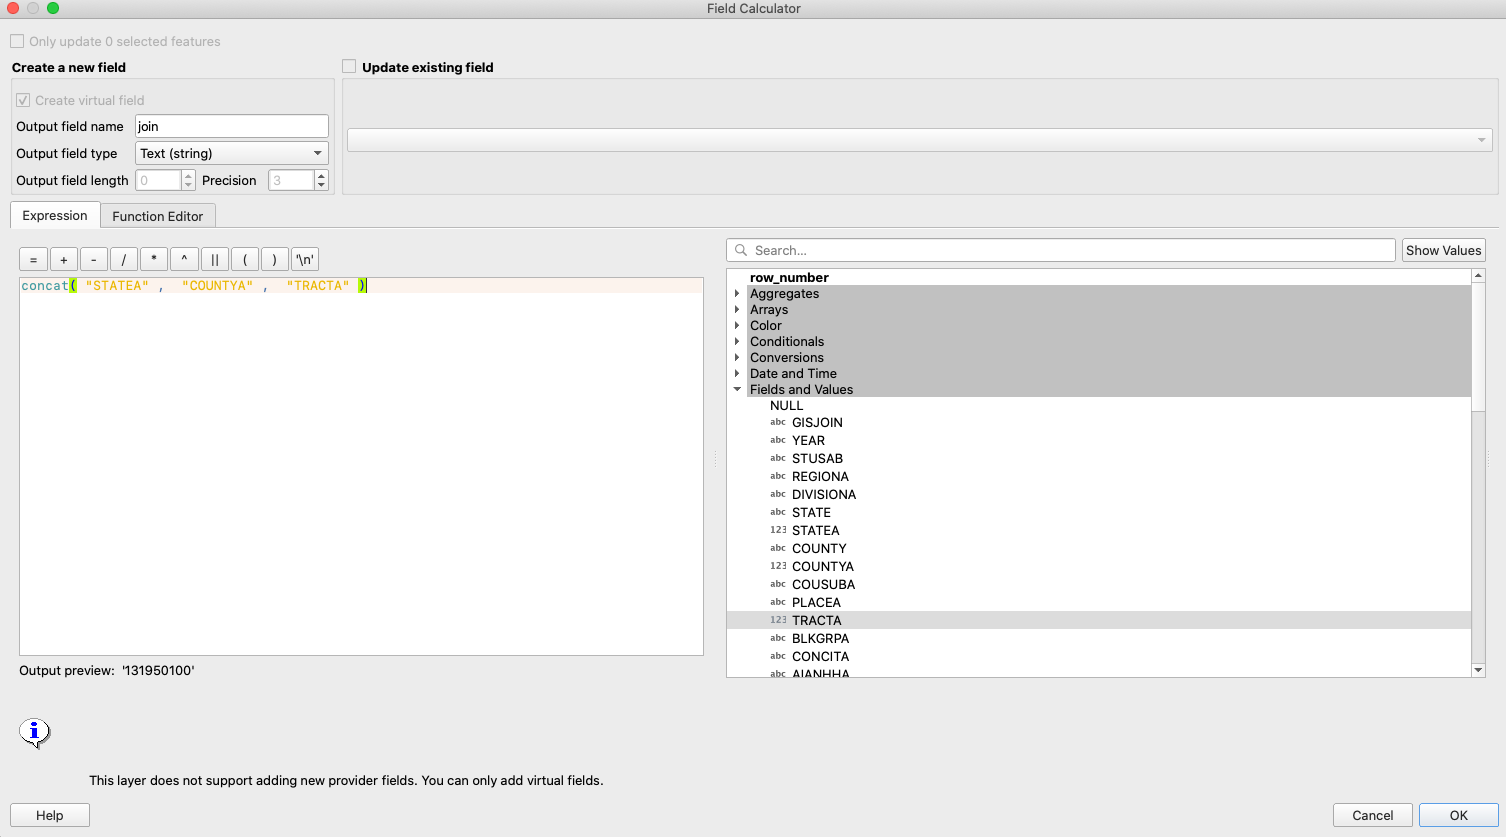 Field Calculator
Only update 0 selected features
Create a new field
Update existing field
Create virtual field
Output field name join
Output field type Text (string)
Output field length 0 Precision 3
Expression Function Editor
= + - / * ^ || ( ) '\n'
Search... Show Values
concat( "STATEA" , "COUNTYA" , "TRACTA" )
row_number
Aggregates
Arrays
Color
Conditionals
Conversions
Date and Time
Fields and Values
NULL
abc GISJOIN
abc YEAR
abc STUSAB
abc REGIONA
abc DIVISIONA
abc STATE
123 STATEA
abc COUNTY
123 COUNTYA
abc COUSUBA
abc PLACEA
123 TRACTA
abc BLKGRPA
abc CONCITA
abc AIANHHA
Output preview: '131950100'
i
This layer does not support adding new provider fields. You can only add virtual fields.
Help Cancel OK